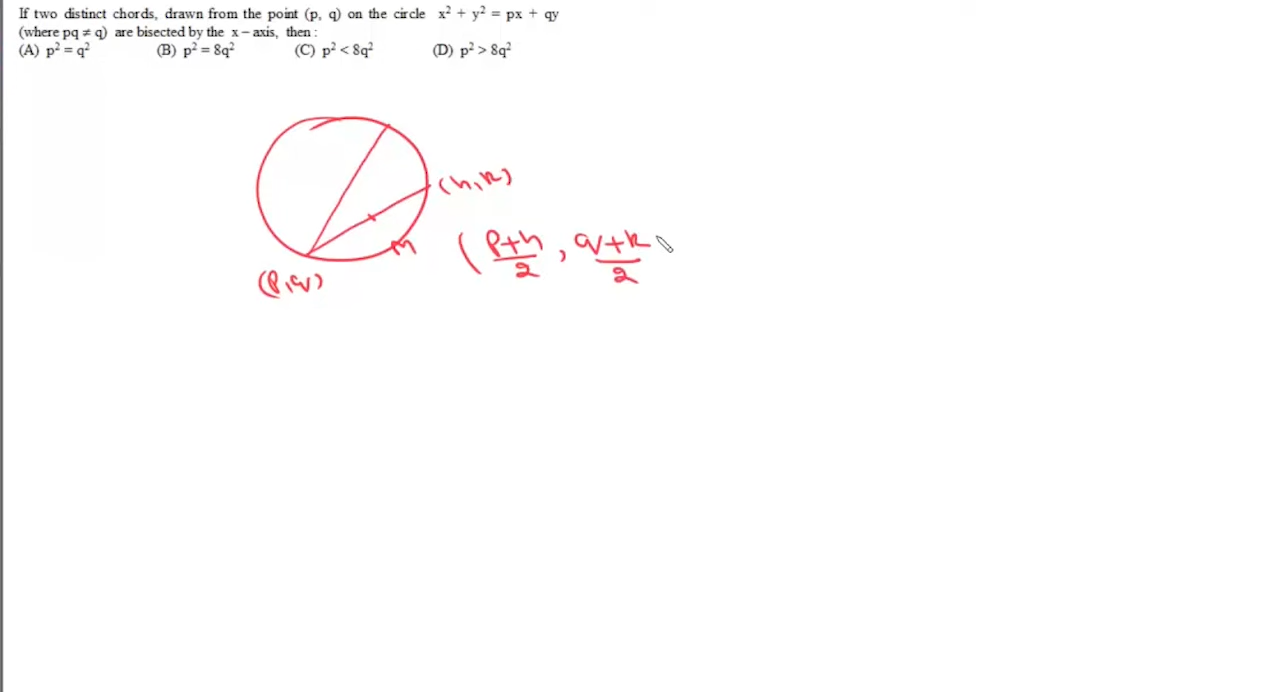 If two distinct chords, drawn from the point (p, q) on the circle x² + y² = px + qy
(where pq ≠ q) are bisected by the x – axis, then :
(A) p² = q² (B) p² = 8q² (C) p² < 8q² (D) p² > 8q²
(h,k)
M ( p+h/2 , q+k/2
(p,q)